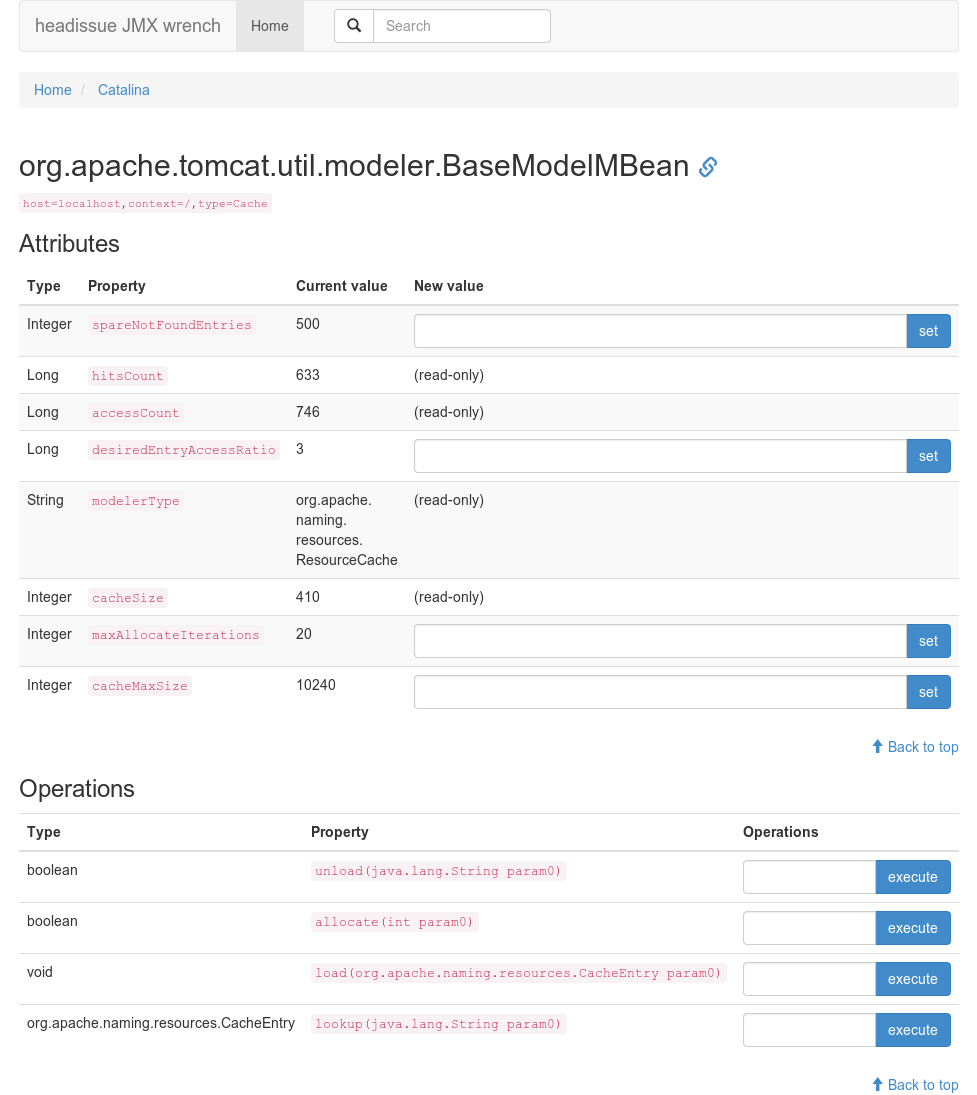 headissue JMX wrench Home Search
Home / Catalina
org.apache.tomcat.util.modeler.BaseModelMBean
host=localhost,context=/,type=Cache
Attributes
Type Property Current value New value
Integer spareNotFoundEntries 500 set
Long hitsCount 633 (read-only)
Long accessCount 746 (read-only)
Long desiredEntryAccessRatio 3 set
String modelerType org.apache. (read-only)
naming.
resources.
ResourceCache
Integer cacheSize 410 (read-only)
Integer maxAllocateIterations 20 set
Integer cacheMaxSize 10240 set
Back to top
Operations
Type Property Operations
boolean unload(java.lang.String param0) execute
boolean allocate(int param0) execute
void load(org.apache.naming.resources.CacheEntry param0) execute
org.apache.naming.resources.CacheEntry lookup(java.lang.String param0) execute
Back to top